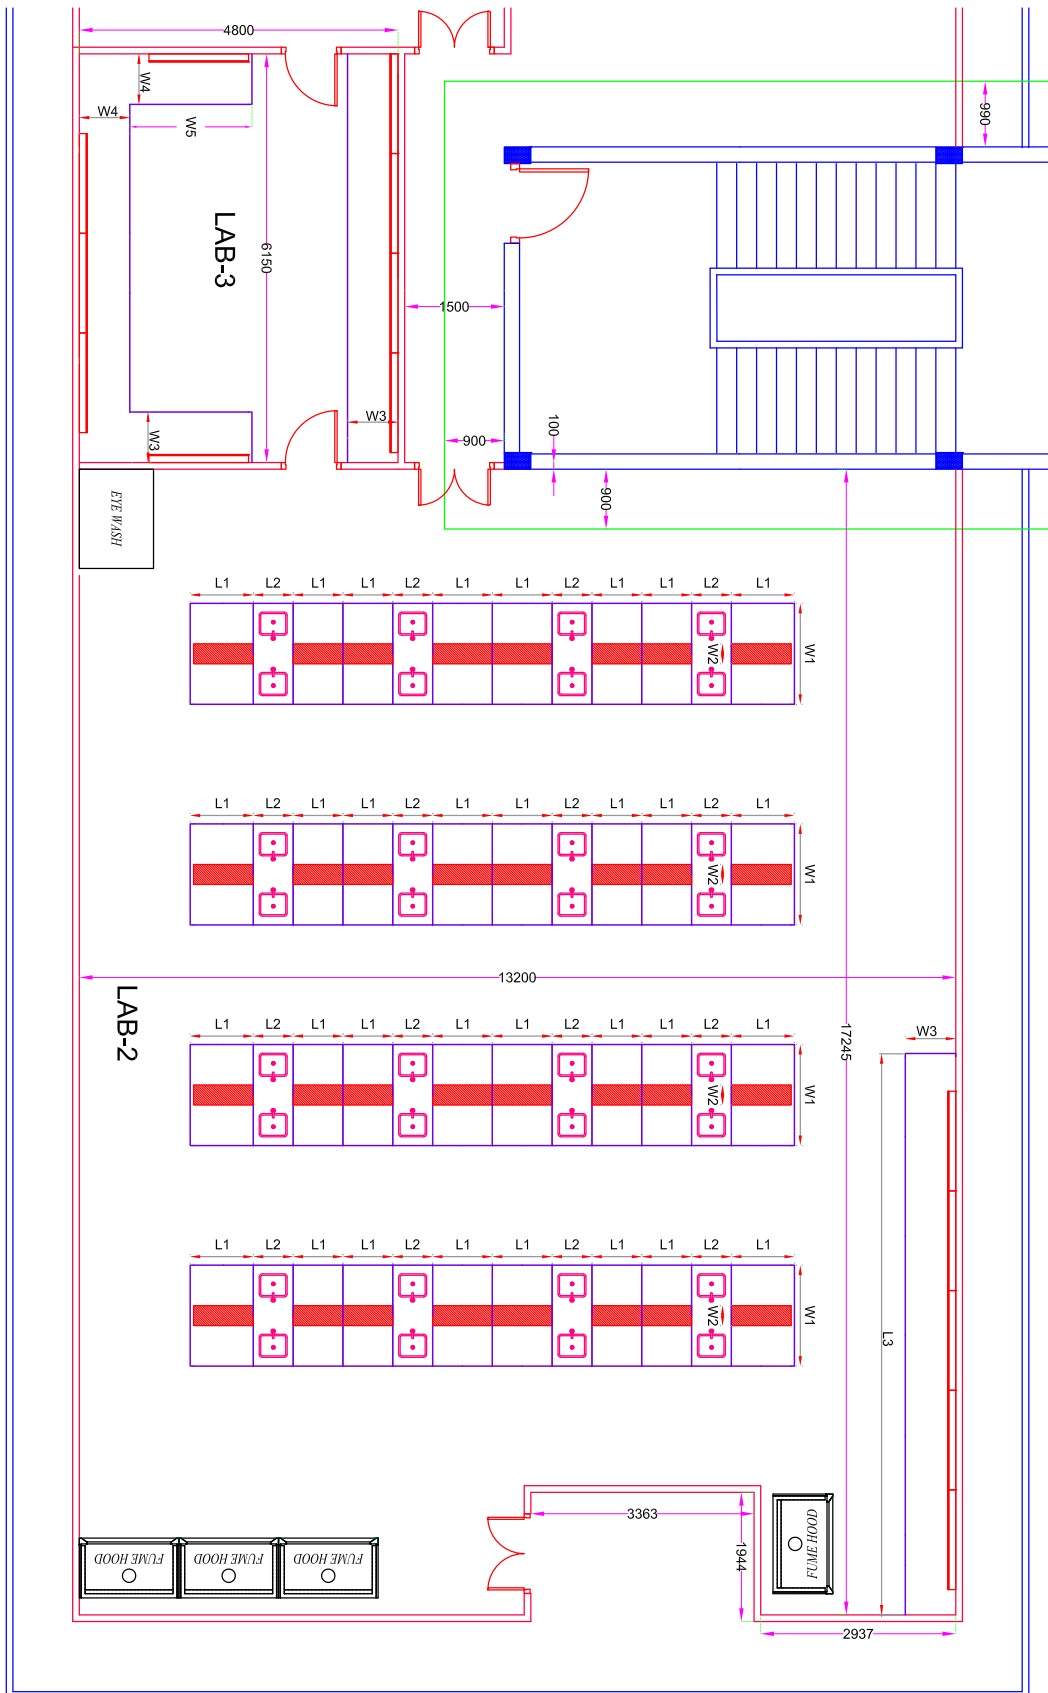 4800
990
W4
W4
W5
LAB-3
6150
1500
W3
W3
900
100
900
EYE WASH
L1 L2 L1 L1 L2 L1 L1 L2 L1 L1 L2 L1
W2
W1
L1 L2 L1 L1 L2 L1 L1 L2 L1 L1 L2 L1
W2
W1
13200
LAB-2
17245
W3
L1 L2 L1 L1 L2 L1 L1 L2 L1 L1 L2 L1
W2
W1
L1 L2 L1 L1 L2 L1 L1 L2 L1 L1 L2 L1
W2
W1
L3
3363
1944
FUME HOOD
FUME HOOD
FUME HOOD
FUME HOOD
2937